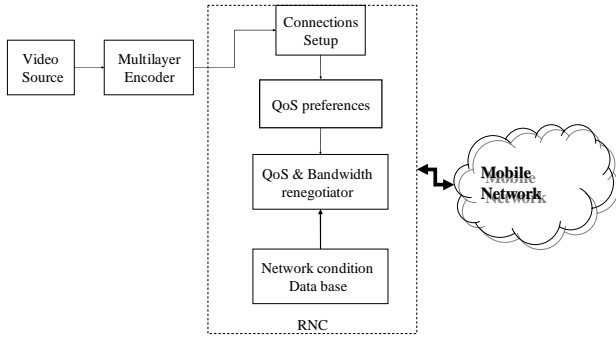 Video
Source
Multilayer
Encoder
Connections
Setup
QoS preferences
QoS & Bandwidth
renegotiator
Network condition
Data base
RNC
Mobile
Network